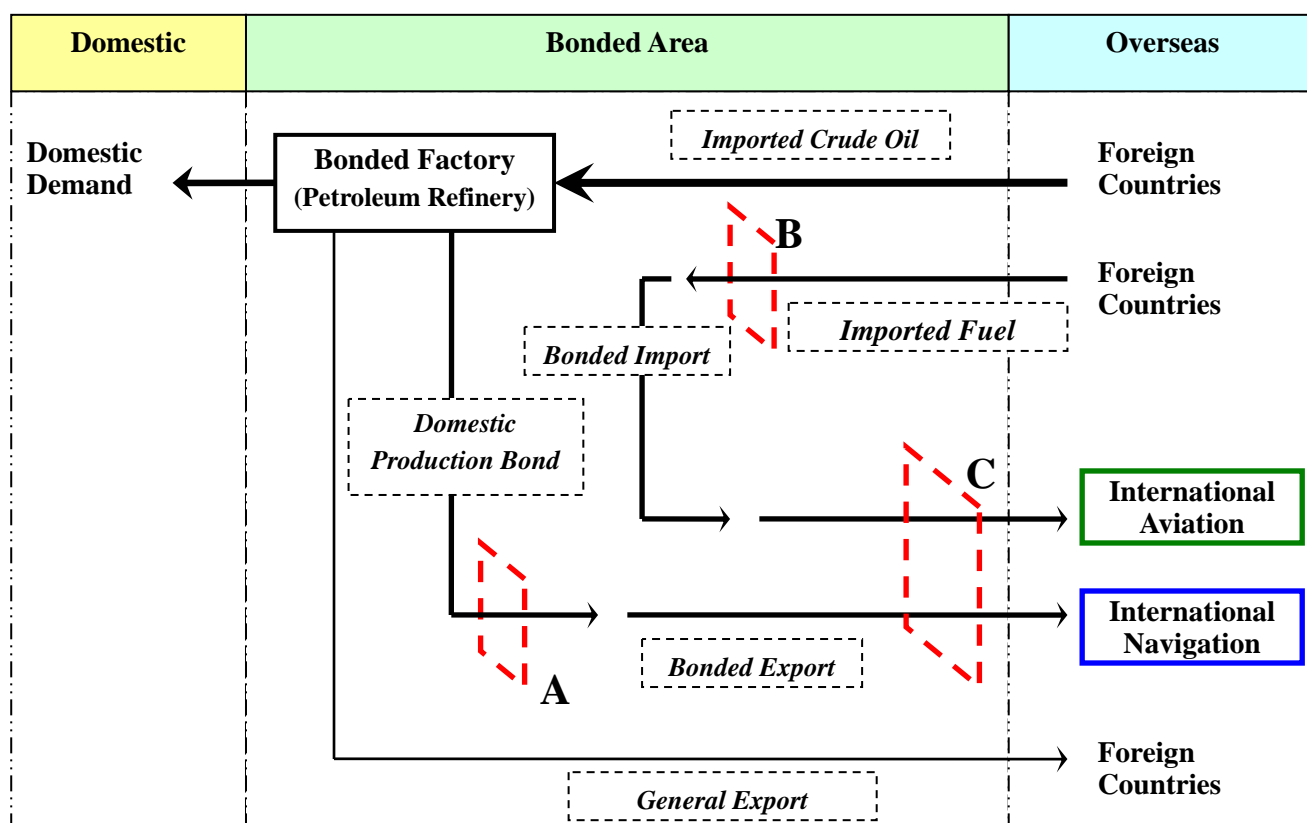 Domestic
Bonded Area
Overseas
Imported Crude Oil
Domestic
Demand
Bonded Factory
(Petroleum Refinery)
Foreign
Countries
B
Foreign
Countries
Imported Fuel
Bonded Import
Domestic
Production Bond
C
International
Aviation
International
Navigation
Bonded Export
A
Foreign
Countries
General Export